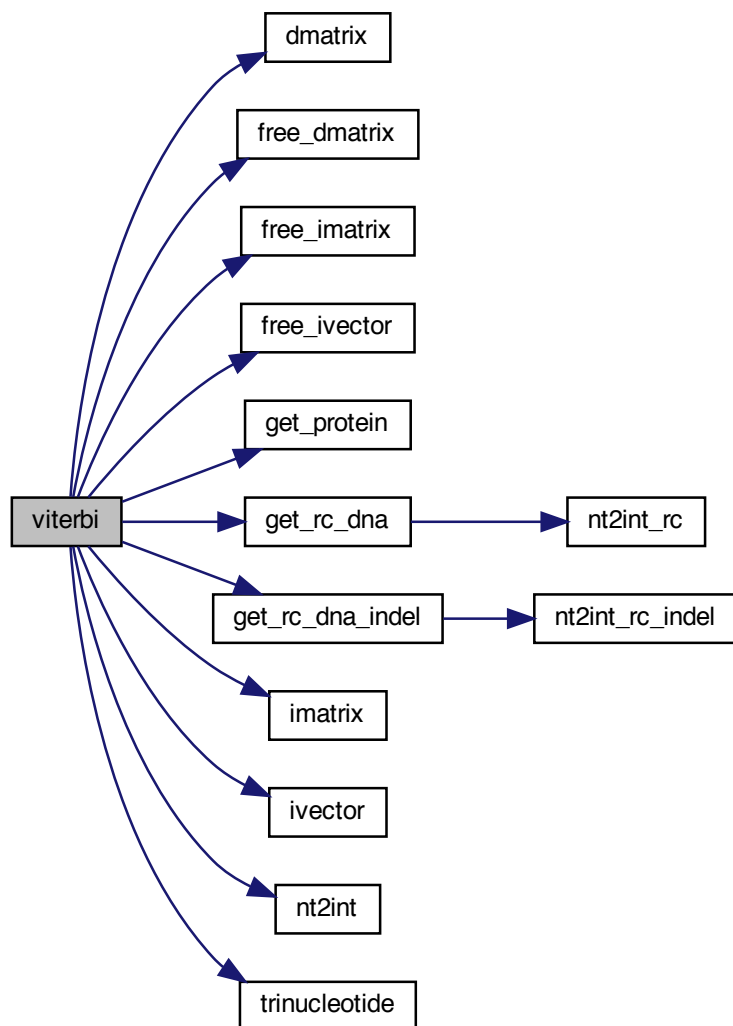 dmatrix
free_dmatrix
free_imatrix
free_ivector
get_protein
viterbi
get_rc_dna
nt2int_rc
get_rc_dna_indel
nt2int_rc_indel
imatrix
ivector
nt2int
trinucleotide